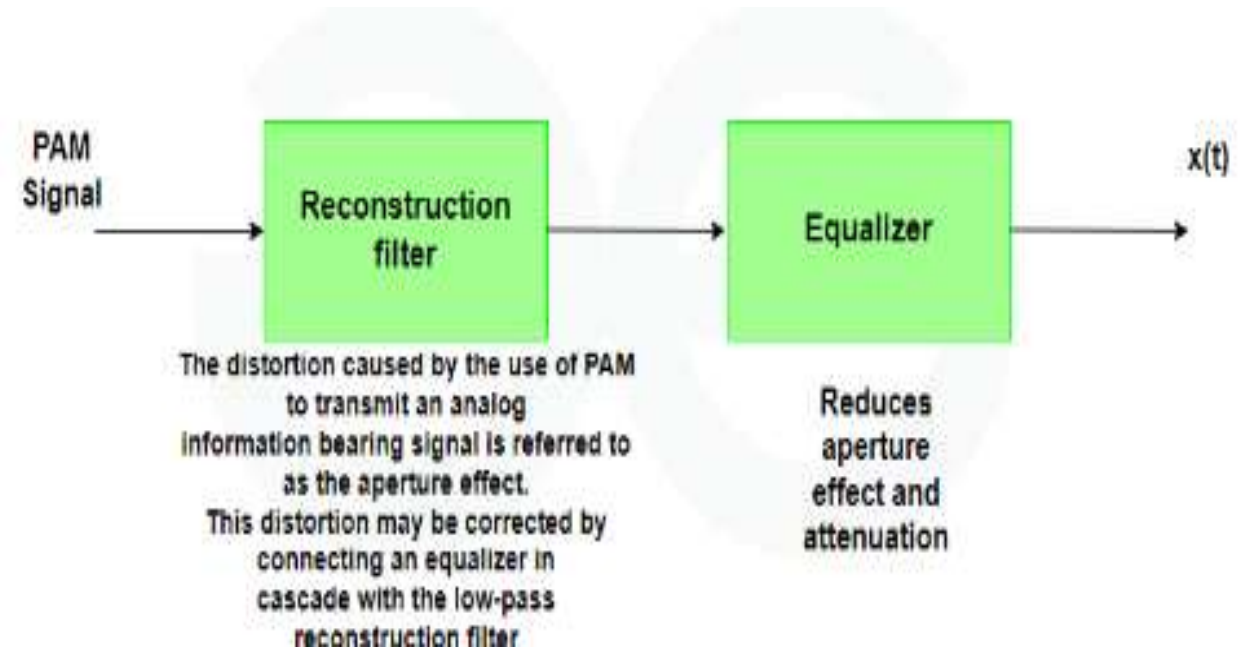 PAM
Signal
Reconstruction
filter
Equalizer
x(t)
The distortion caused by the use of PAM
to transmit an analog
information bearing signal is referred to
as the aperture effect.
This distortion may be corrected by
connecting an equalizer in
cascade with the low-pass
reconstruction filter
Reduces
aperture
effect and
attenuation